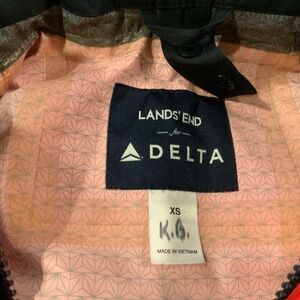 LANDS' END
for
DELTA
XS
K.B.
MADE IN VIETNAM